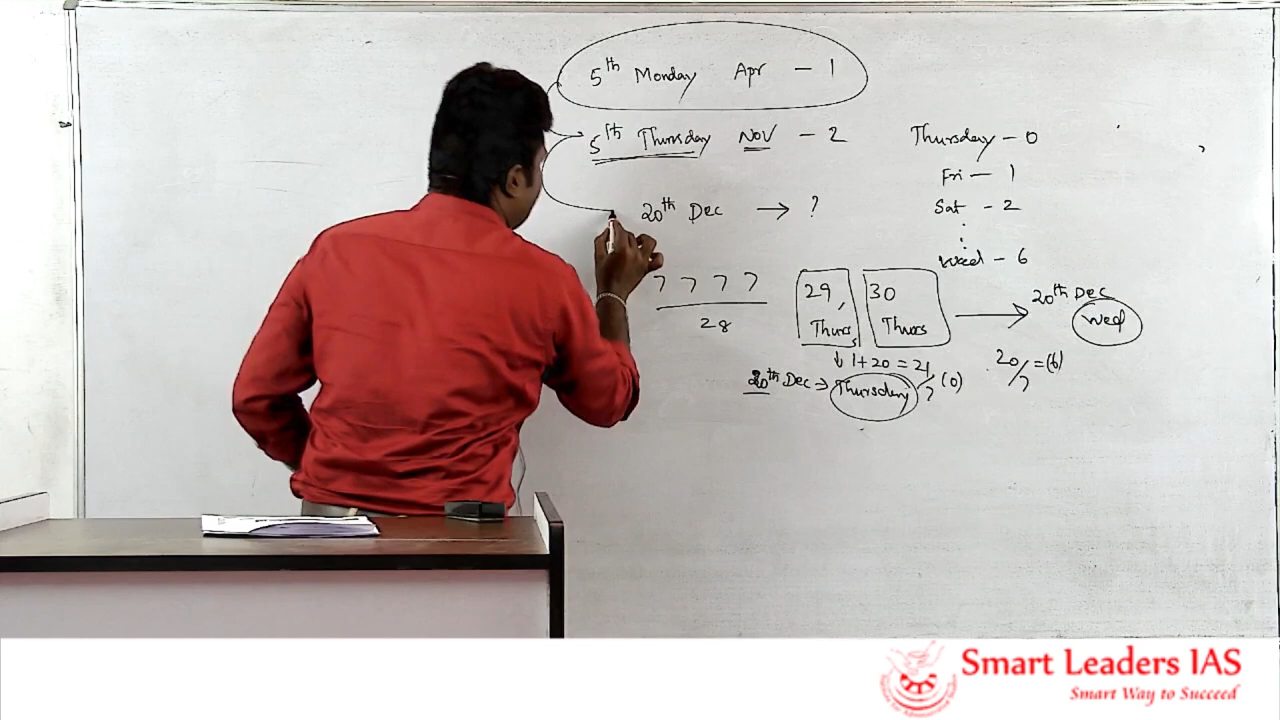 5th Monday Apr - 1
5th Thursday Nov - 2
20th Dec → ?
Thursday - 0
Fri - 1
Sat - 2
:
Wed - 6
7 7 7 7
28
29, Thurs
30 Thurs
→ 20th Dec
Wed
↓ 1+20 = 21/7 (0)
20th Dec → Thursday
20/7 = (6)
Smart Leaders IAS
Smart Way to Succeed